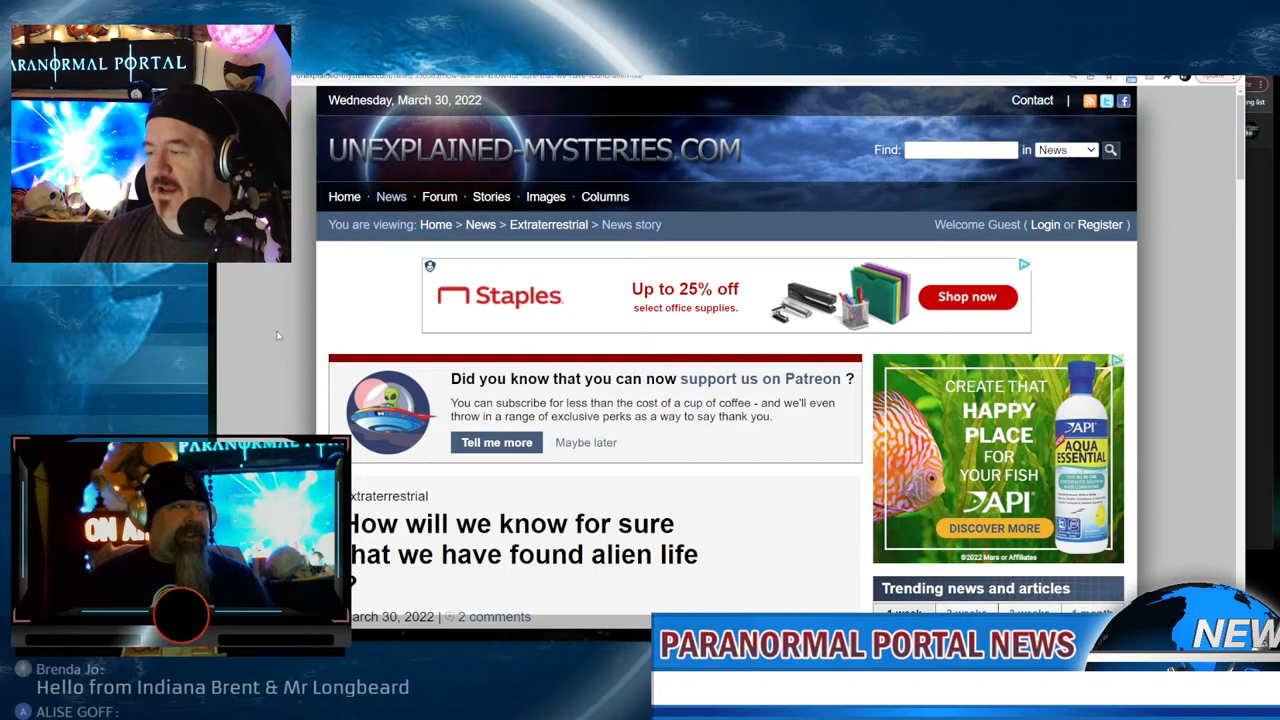 ARANORMAL PORTAL
Wednesday, March 30, 2022
Contact |
UNEXPLAINED-MYSTERIES.COM
Find: in News
Home · News · Forum · Stories · Images · Columns
You are viewing: Home > News > Extraterrestrial > News story
Welcome Guest ( Login or Register )
Staples
Up to 25% off
select office supplies.
Shop now
Did you know that you can now support us on Patreon ?
You can subscribe for less than the cost of a cup of coffee - and we'll even
throw in a range of exclusive perks as a way to say thank you.
Tell me more
Maybe later
CREATE THAT
HAPPY
PLACE
FOR
YOUR FISH
API
DISCOVER MORE
©2022 Mars or Affiliates
API
AQUA
ESSENTIAL
xtraterrestrial
How will we know for sure
hat we have found alien life
?
arch 30, 2022 | 2 comments
Trending news and articles
1 week
1 month
PARANORMAL PORT
ON A
PARANORMAL PORTAL NEWS
NEW
Brenda Jo:
Hello from Indiana Brent & Mr Longbeard
A ALISE GOFF: